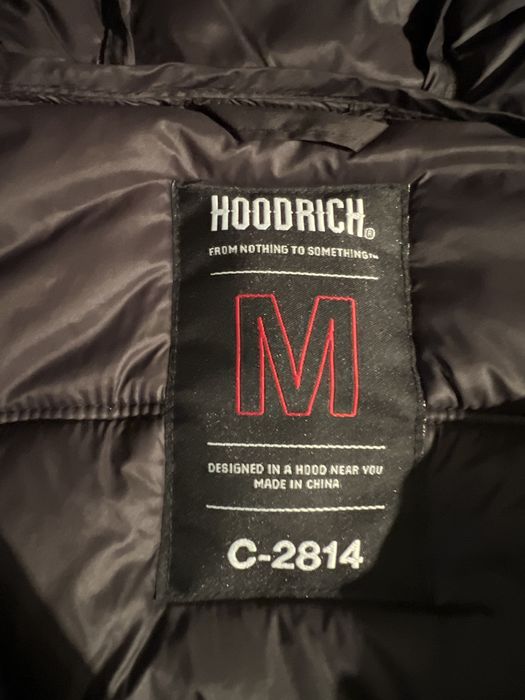 HOODRICH®
FROM NOTHING TO SOMETHING™
M
DESIGNED IN A HOOD NEAR YOU
MADE IN CHINA
C-2814